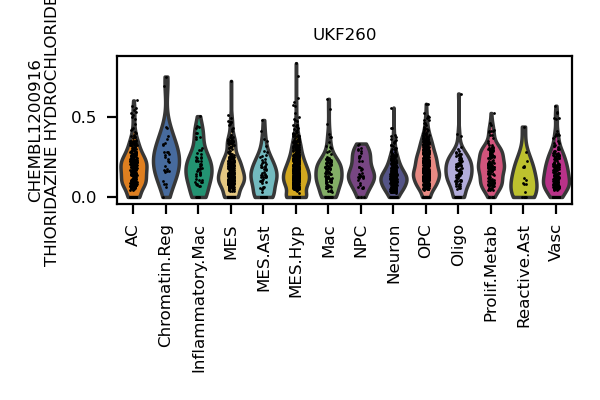 UKF260
CHEMBL1200916
THIORIDAZINE HYDROCHLORIDE
0.5
0.0
AC
Chromatin.Reg
Inflammatory.Mac
MES
MES.Ast
MES.Hyp
Mac
NPC
Neuron
OPC
Oligo
Prolif.Metab
Reactive.Ast
Vasc